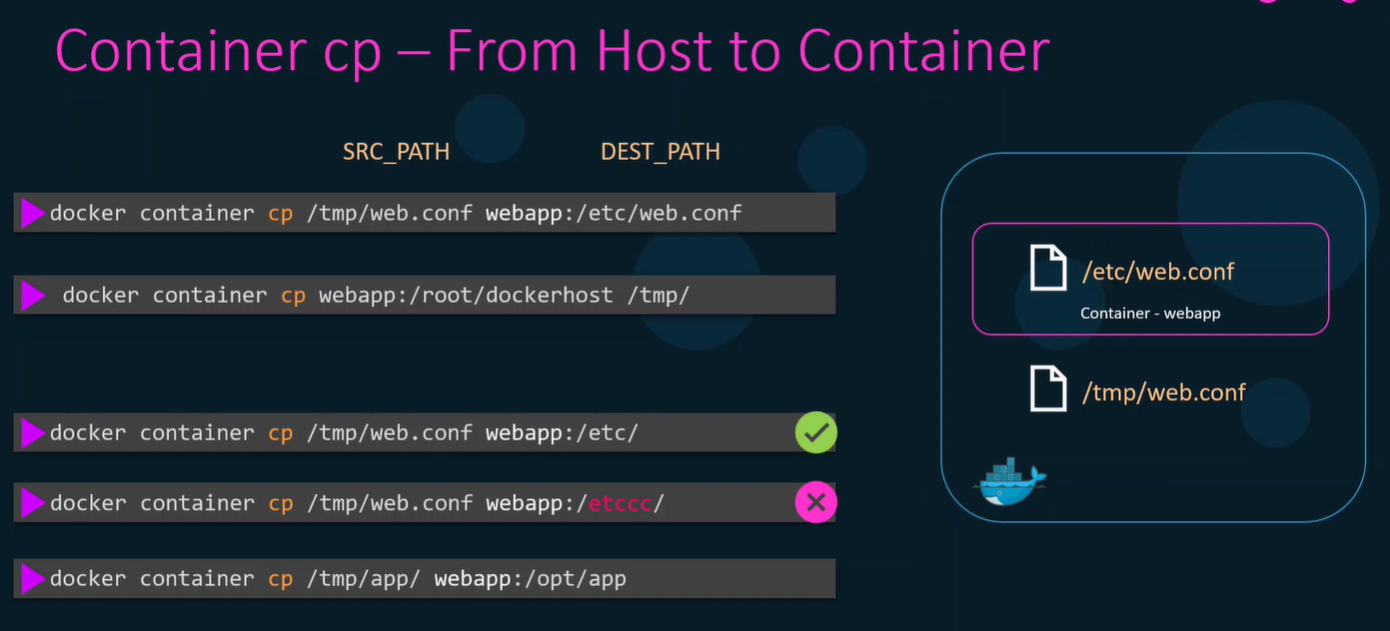 Container cp – From Host to Container
SRC_PATH DEST_PATH
docker container cp /tmp/web.conf webapp:/etc/web.conf
docker container cp webapp:/root/dockerhost /tmp/
docker container cp /tmp/web.conf webapp:/etc/
docker container cp /tmp/web.conf webapp:/etccc/
docker container cp /tmp/app/ webapp:/opt/app
/etc/web.conf
Container - webapp
/tmp/web.conf